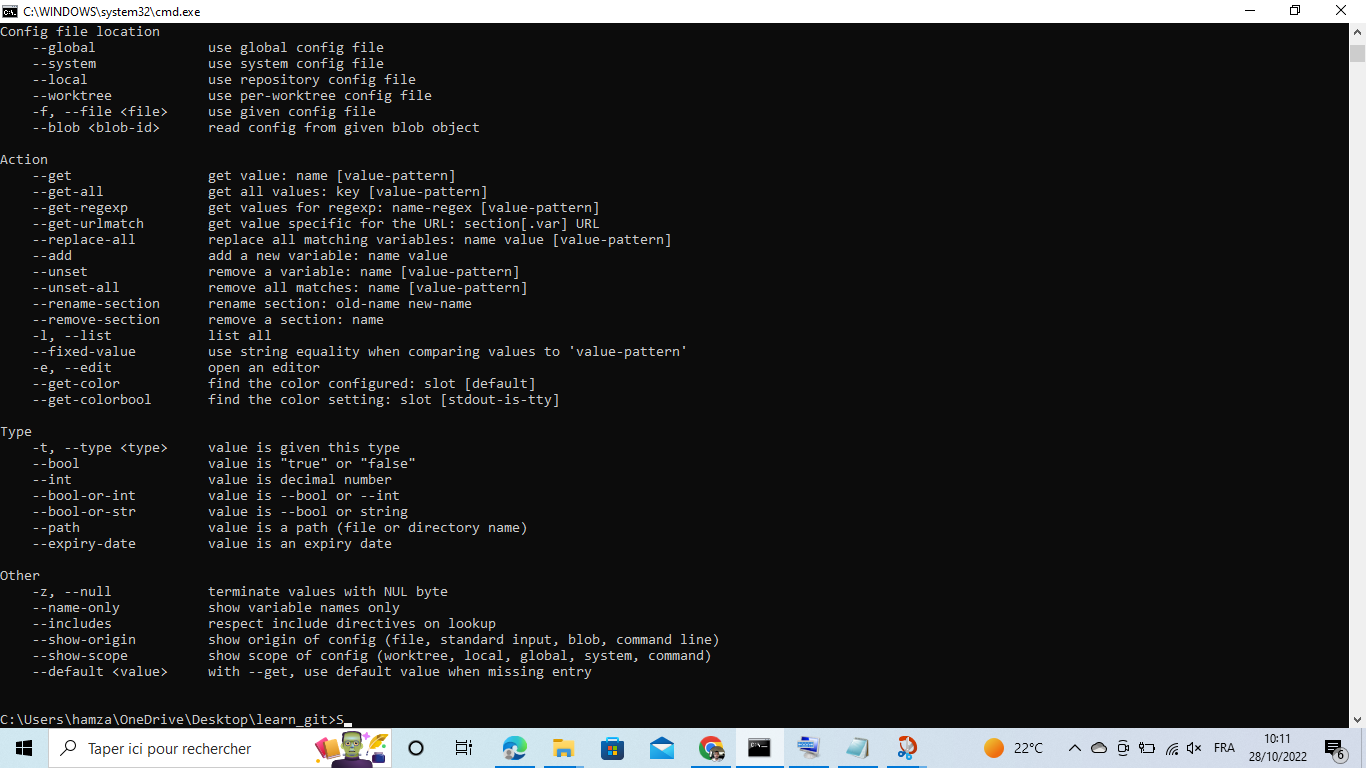 C:\WINDOWS\system32\cmd.exe
Config file location
    --global              use global config file
    --system              use system config file
    --local               use repository config file
    --worktree            use per-worktree config file
    -f, --file <file>     use given config file
    --blob <blob-id>      read config from given blob object

Action
    --get                 get value: name [value-pattern]
    --get-all             get all values: key [value-pattern]
    --get-regexp          get values for regexp: name-regex [value-pattern]
    --get-urlmatch        get value specific for the URL: section[.var] URL
    --replace-all         replace all matching variables: name value [value-pattern]
    --add                 add a new variable: name value
    --unset               remove a variable: name [value-pattern]
    --unset-all           remove all matches: name [value-pattern]
    --rename-section      rename section: old-name new-name
    --remove-section      remove a section: name
    -l, --list            list all
    --fixed-value         use string equality when comparing values to 'value-pattern'
    -e, --edit            open an editor
    --get-color           find the color configured: slot [default]
    --get-colorbool       find the color setting: slot [stdout-is-tty]

Type
    -t, --type <type>     value is given this type
    --bool                value is "true" or "false"
    --int                 value is decimal number
    --bool-or-int         value is --bool or --int
    --bool-or-str         value is --bool or string
    --path                value is a path (file or directory name)
    --expiry-date         value is an expiry date

Other
    -z, --null            terminate values with NUL byte
    --name-only           show variable names only
    --includes            respect include directives on lookup
    --show-origin         show origin of config (file, standard input, blob, command line)
    --show-scope          show scope of config (worktree, local, global, system, command)
    --default <value>     with --get, use default value when missing entry

C:\Users\hamza\OneDrive\Desktop\learn_git>S_
Taper ici pour rechercher
22°C
FRA
10:11
28/10/2022
6